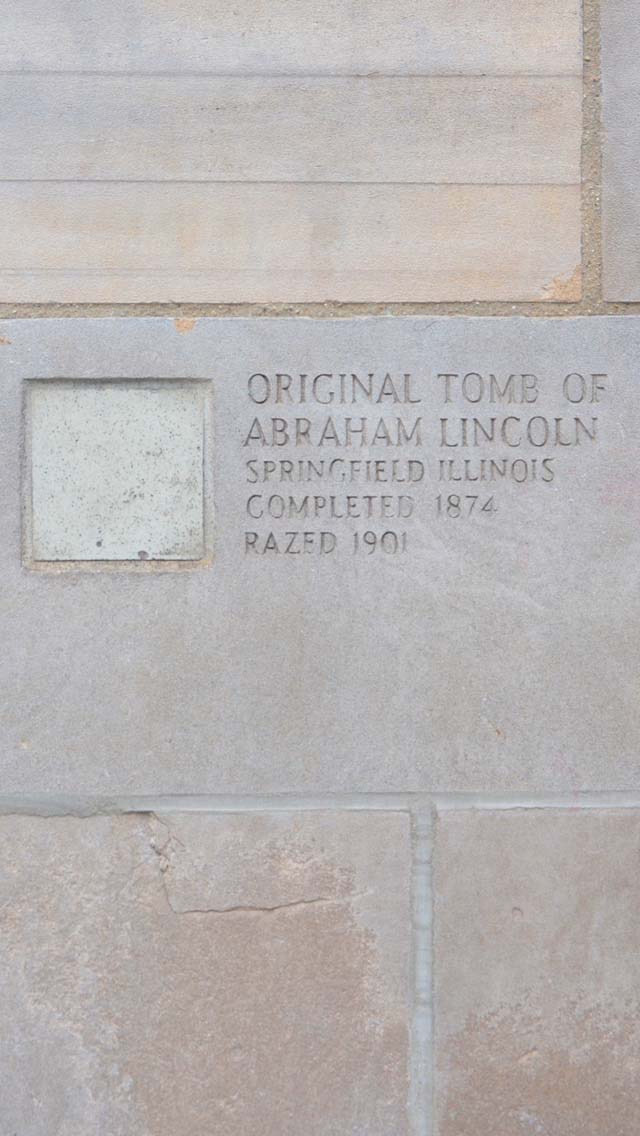 ORIGINAL TOMB OF
ABRAHAM LINCOLN
SPRINGFIELD ILLINOIS
COMPLETED 1874
RAZED 1901